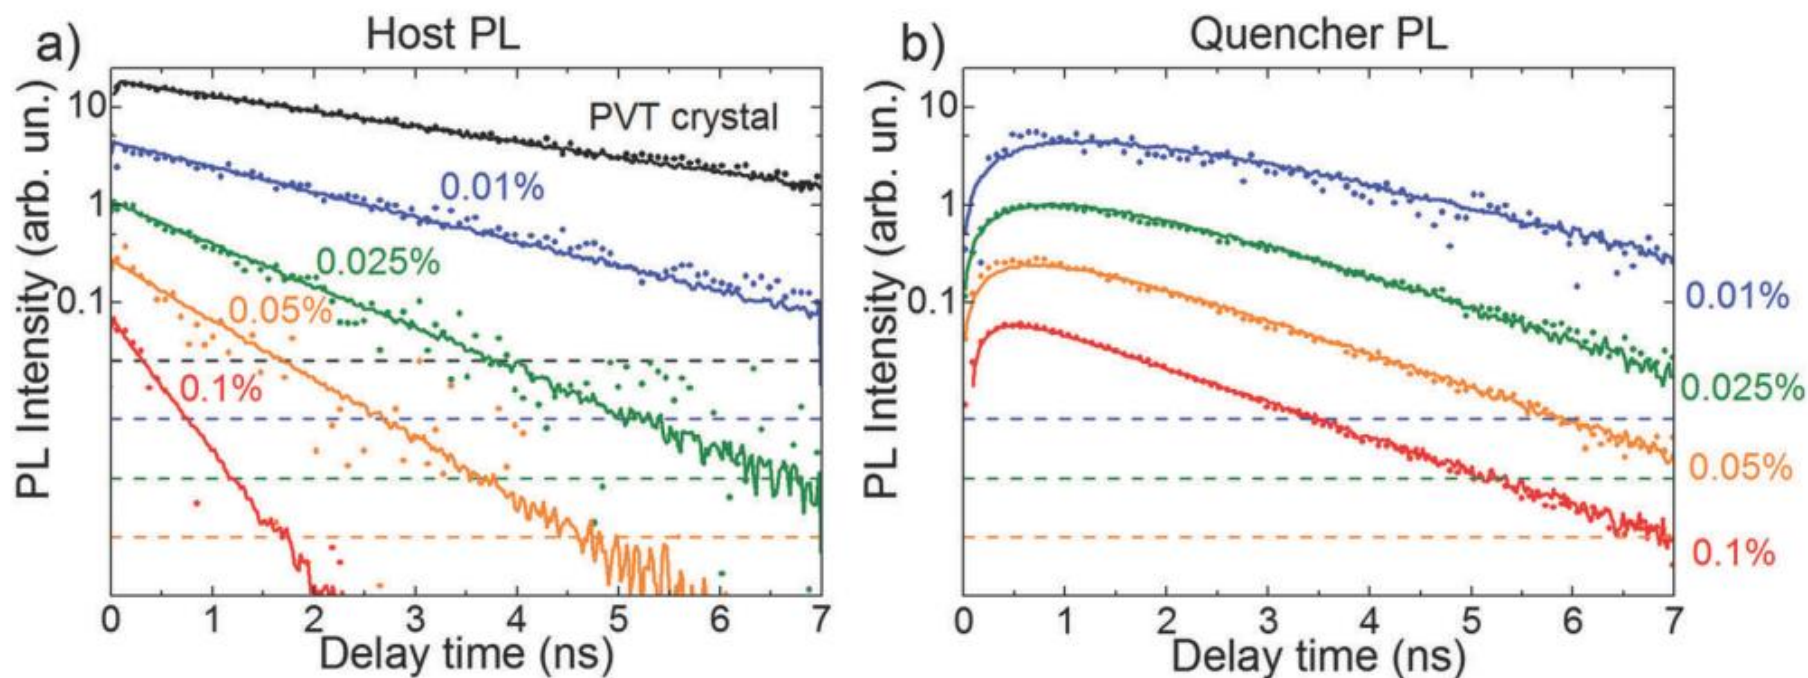 a) Host PL
PL Intensity (arb. un.)
10
1
0.1
PVT crystal
0.01%
0.025%
0.05%
0.1%
0 1 2 3 4 5 6 7
Delay time (ns)
b) Quencher PL
PL Intensity (arb. un.)
10
1
0.1
0.01%
0.025%
0.05%
0.1%
0 1 2 3 4 5 6 7
Delay time (ns)